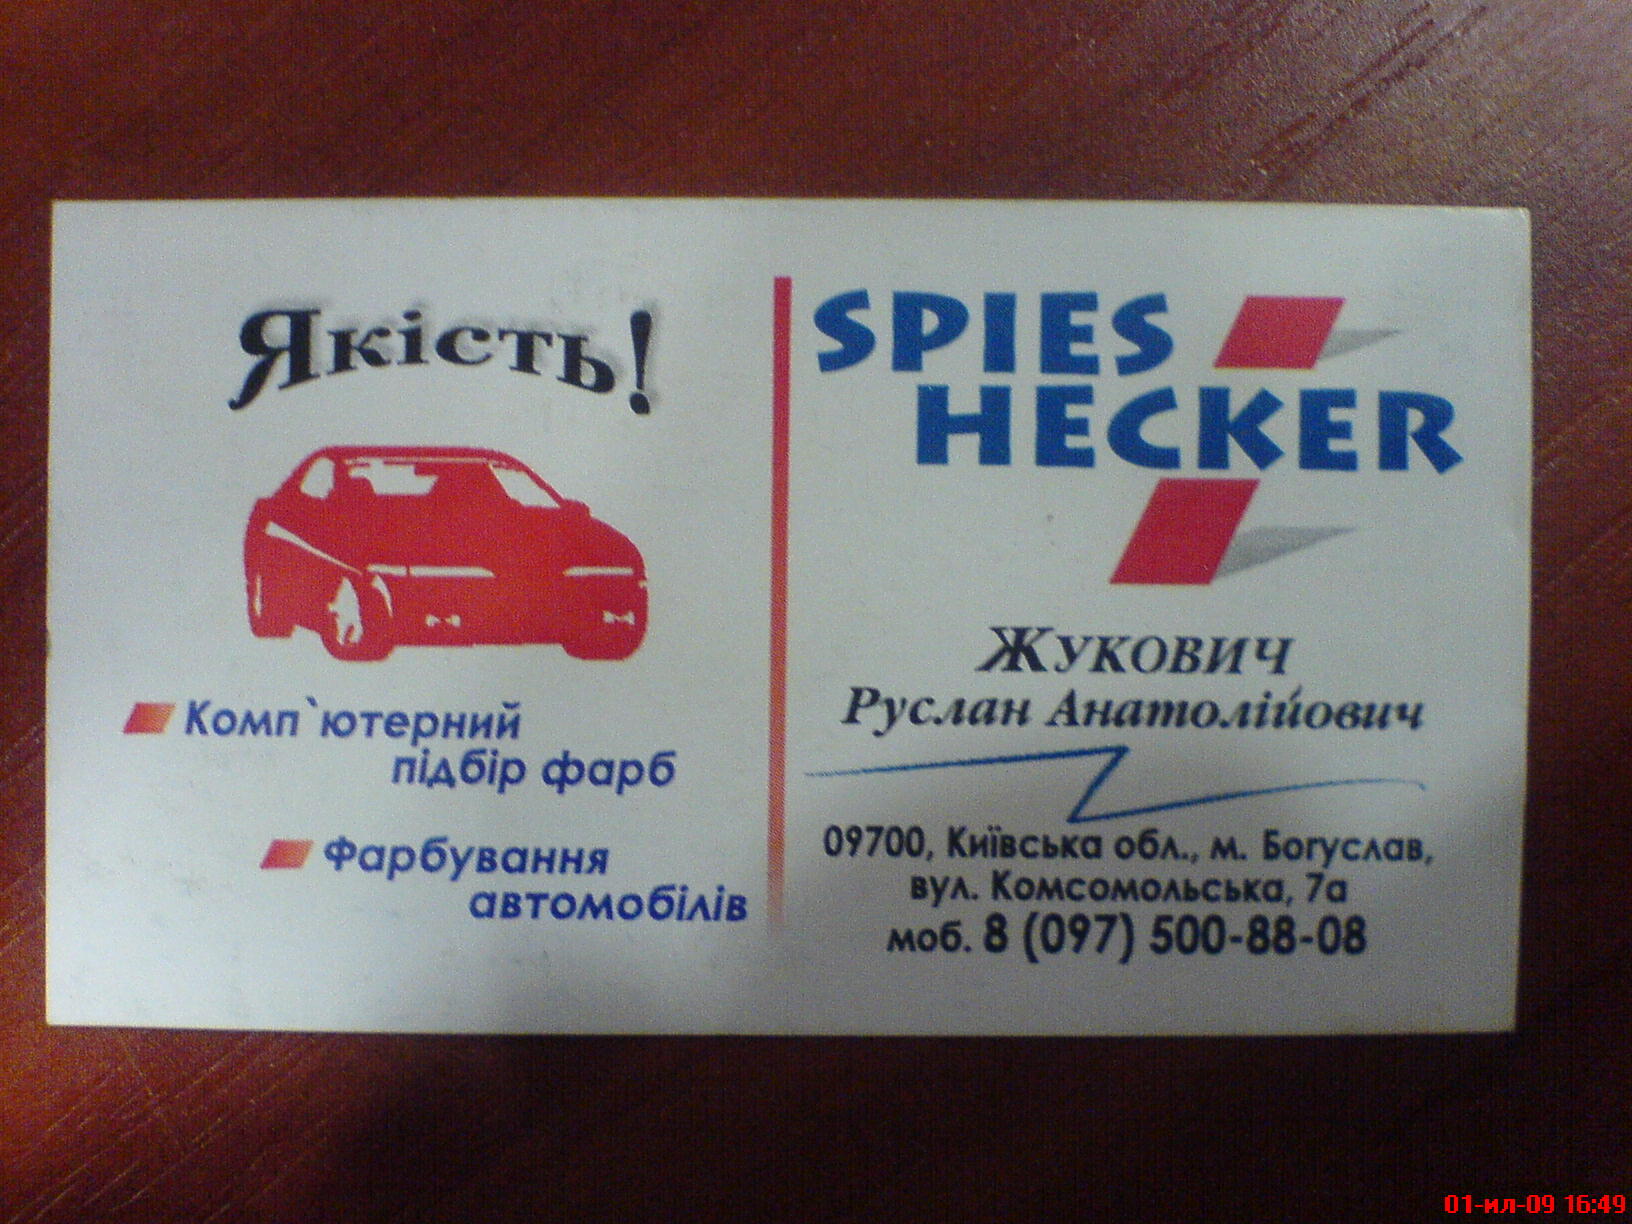 Якість!
Комп`ютерний
підбір фарб
Фарбування
автомобілів
SPIES
HECKER
ЖУКОВИЧ
Руслан Анатолійович
09700, Київська обл., м. Богуслав,
вул. Комсомольська, 7а
моб. 8 (097) 500-88-08
01-ил-09 16:49